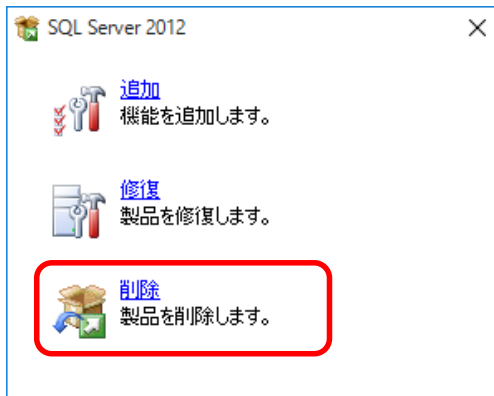 SQL Server 2012
追加
機能を追加します。
修復
製品を修復します。
削除
製品を削除します。